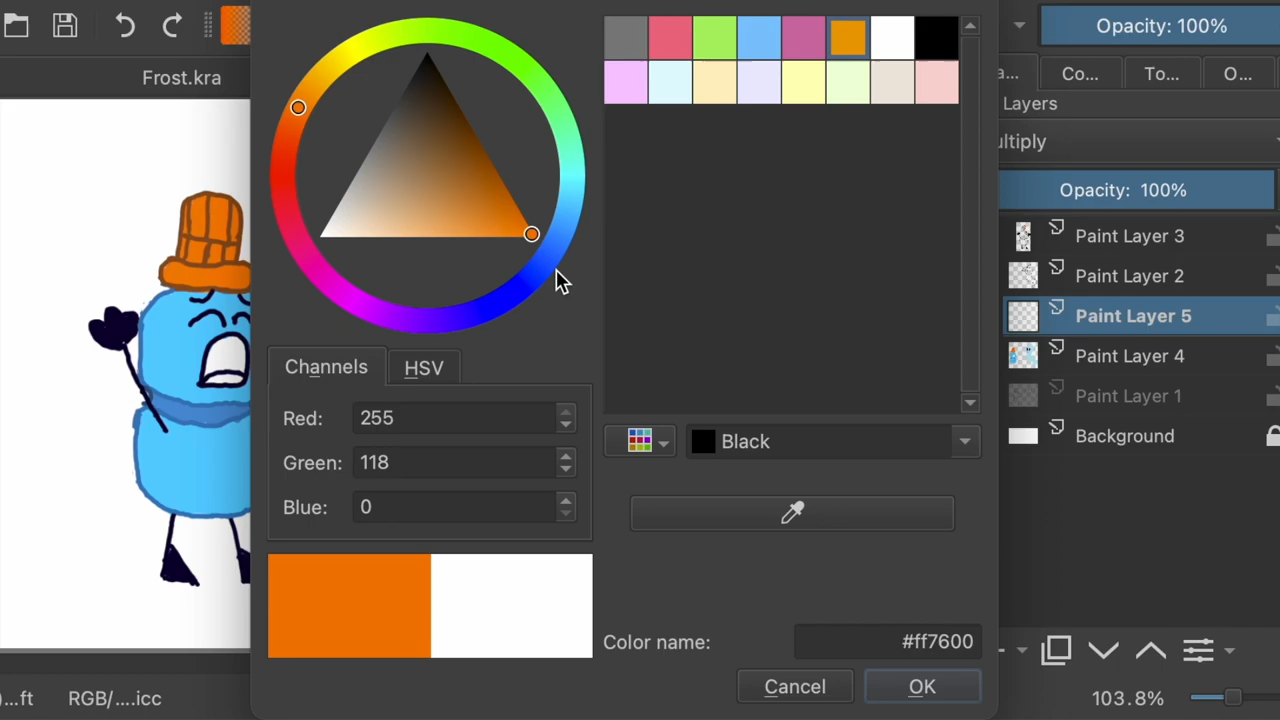 Opacity: 100%
Frost.kra
a...
Co...
To...
O...
Layers
ultiply
Opacity: 100%
Paint Layer 3
Paint Layer 2
Paint Layer 5
Paint Layer 4
Paint Layer 1
Background
Channels
HSV
Red: 255
Green: 118
Blue: 0
Black
Color name: #ff7600
Cancel
OK
)...ft
RGB/....icc
103.8%